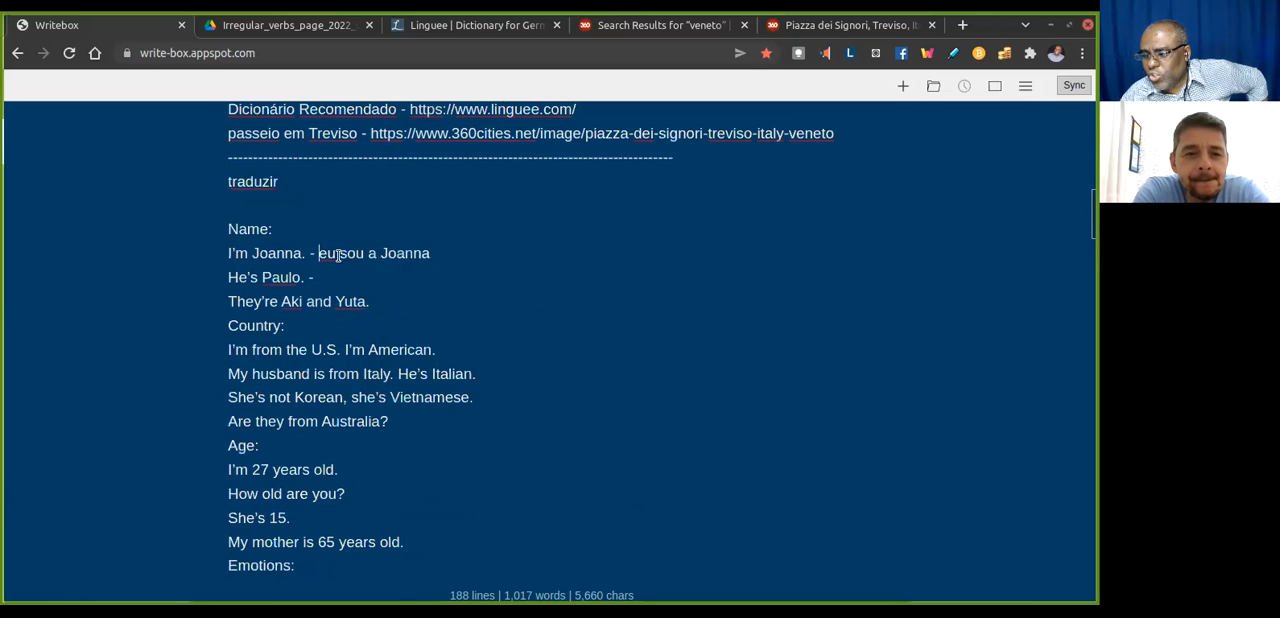 Writebox
Irregular_verbs_page_2022_
Linguee | Dictionary for Germ
Search Results for "veneto" |
Piazza dei Signori, Treviso, It
write-box.appspot.com
Sync
Dicionário Recomendado - https://www.linguee.com/
passeio em Treviso - https://www.360cities.net/image/piazza-dei-signori-treviso-italy-veneto
-----------------------------------------------------------------------------------------
traduzir
Name:
I'm Joanna. - eu sou a Joanna
He's Paulo. -
They're Aki and Yuta.
Country:
I'm from the U.S. I'm American.
My husband is from Italy. He's Italian.
She's not Korean, she's Vietnamese.
Are they from Australia?
Age:
I'm 27 years old.
How old are you?
She's 15.
My mother is 65 years old.
Emotions:
188 lines | 1,017 words | 5,660 chars